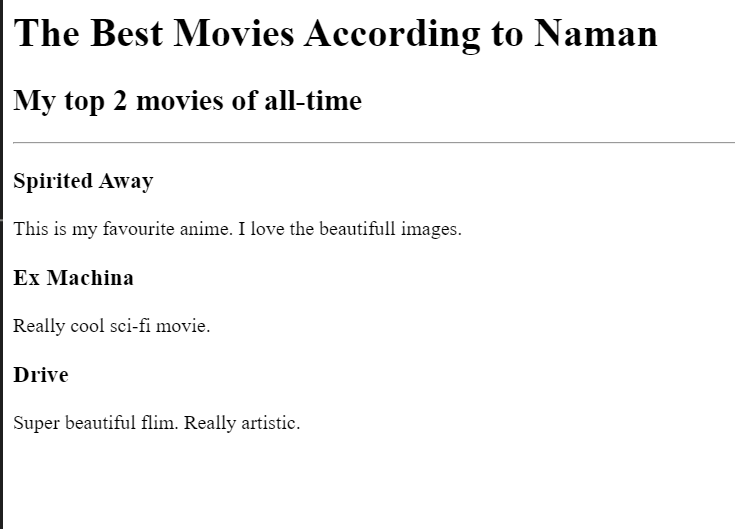 The Best Movies According to Naman
My top 2 movies of all-time
Spirited Away
This is my favourite anime. I love the beautifull images.
Ex Machina
Really cool sci-fi movie.
Drive
Super beautiful flim. Really artistic.